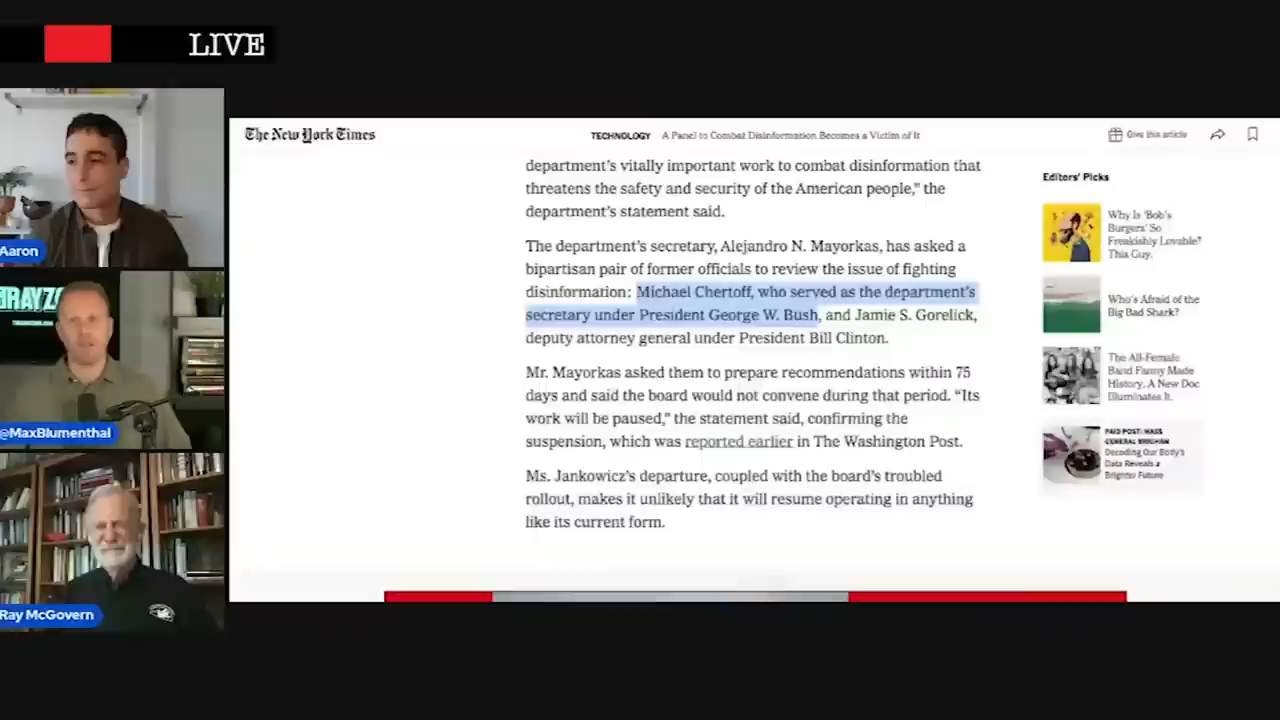 LIVE
Aaron
@MaxBlumenthal
Ray McGovern
The New York Times
TECHNOLOGY A Panel to Combat Disinformation Becomes a Victim of It
Give this article
department's vitally important work to combat disinformation that
threatens the safety and security of the American people," the
department's statement said.
The department's secretary, Alejandro N. Mayorkas, has asked a
bipartisan pair of former officials to review the issue of fighting
disinformation: Michael Chertoff, who served as the department's
secretary under President George W. Bush, and Jamie S. Gorelick,
deputy attorney general under President Bill Clinton.
Mr. Mayorkas asked them to prepare recommendations within 75
days and said the board would not convene during that period. "Its
work will be paused," the statement said, confirming the
suspension, which was reported earlier in The Washington Post.
Ms. Jankowicz's departure, coupled with the board's troubled
rollout, makes it unlikely that it will resume operating in anything
like its current form.
Editors' Picks
Why Is 'Bob's
Burgers' So
Freakishly Lovable?
This Guy.
Who's Afraid of the
Big Bad Shark?
The All-Female
Band Fanny Made
History. A New Doc
Illuminates It.
PAID POST: MASS
GENERAL BRIGHAM
Decoding Our Body's
Data Reveals a
Brighter Future